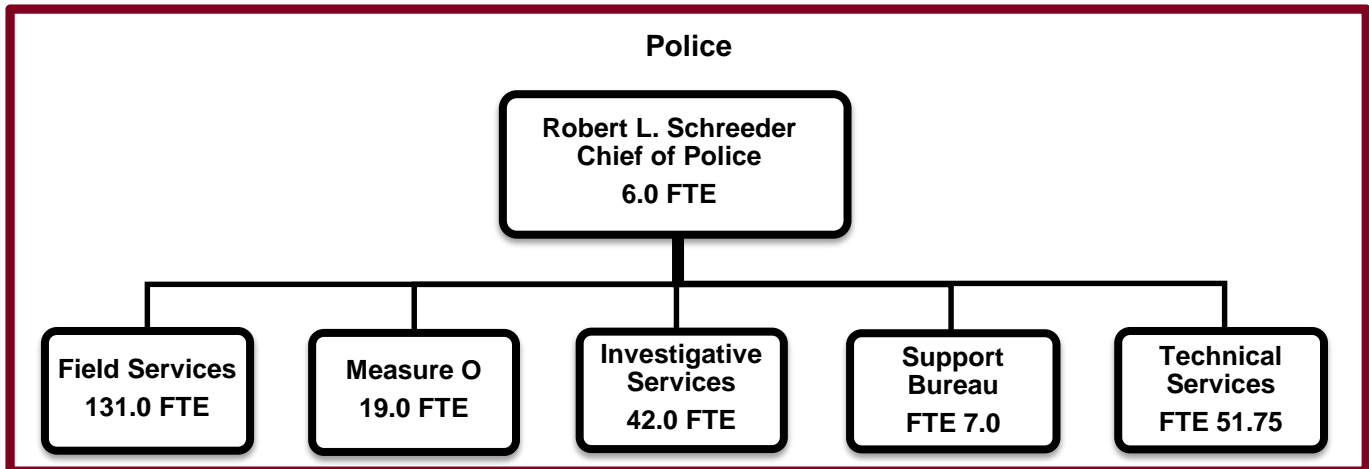 Police
Robert L. Schreeder
Chief of Police
6.0 FTE
Field Services
131.0 FTE
Measure O
19.0 FTE
Investigative
Services
42.0 FTE
Support
Bureau
FTE 7.0
Technical
Services
FTE 51.75